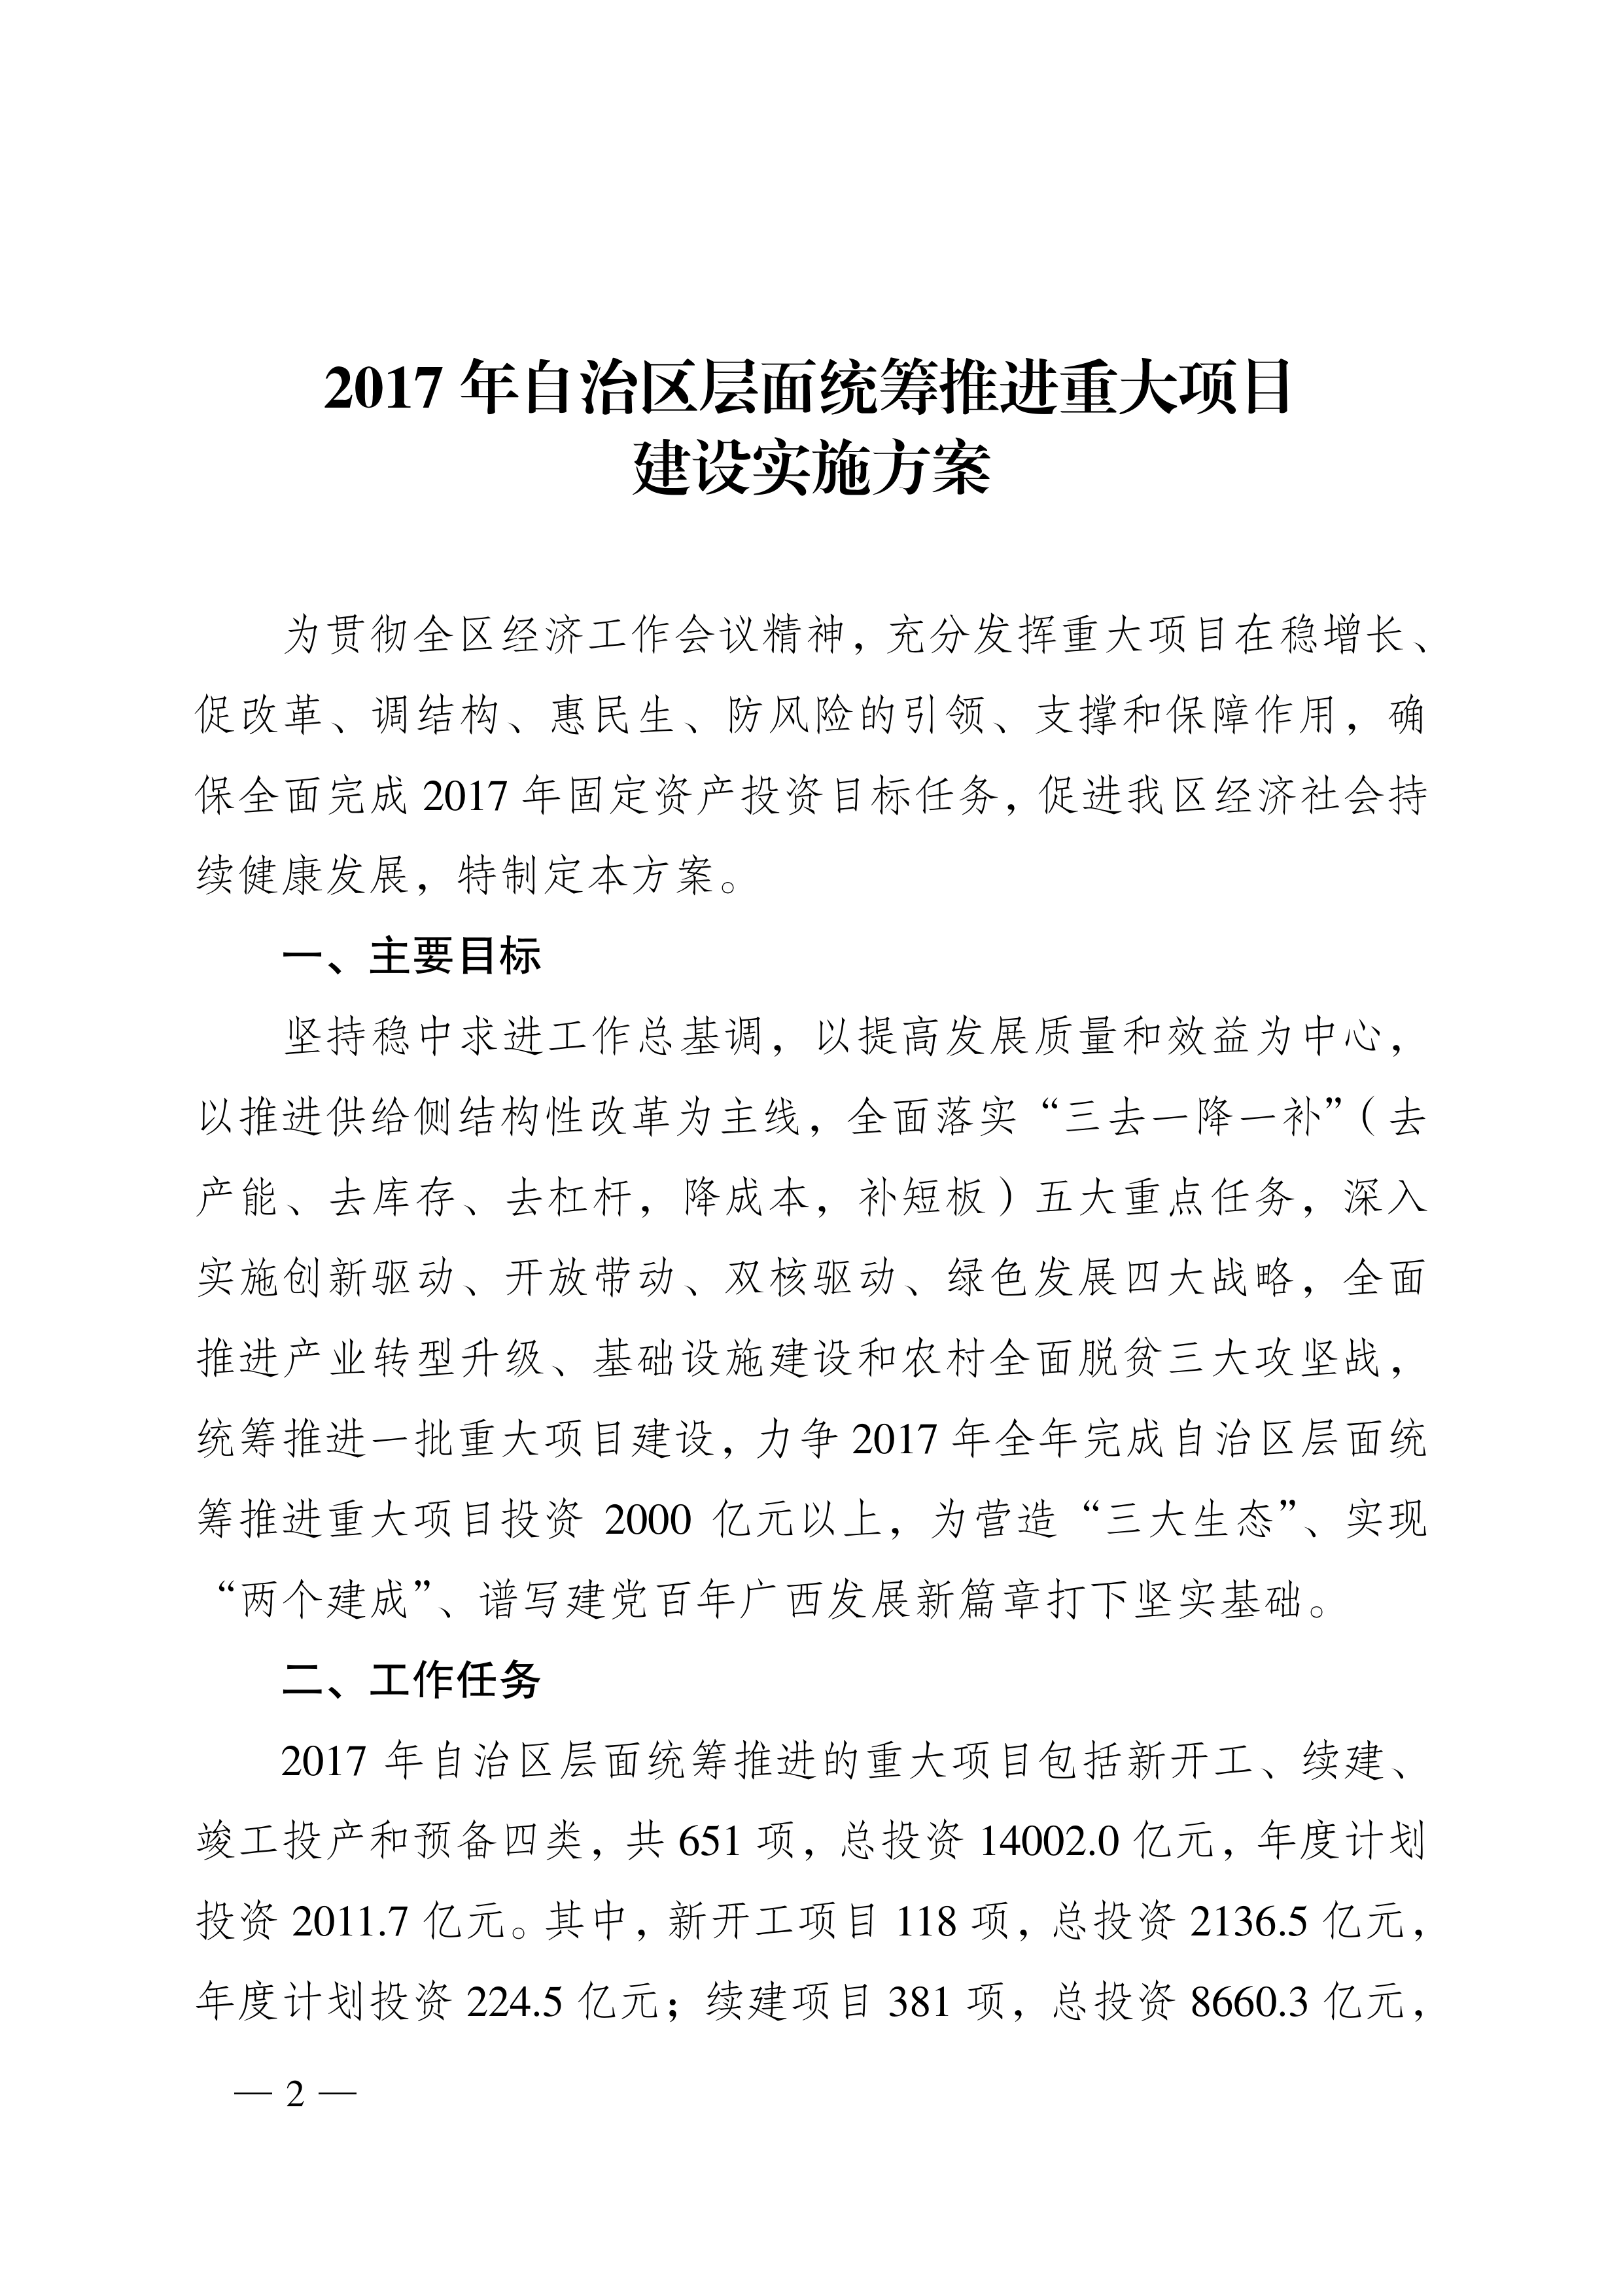 2017 年自治区层面统筹推进重大项目
建设实施方案
为贯彻全区经济工作会议精神，充分发挥重大项目在稳增长、
促改革、调结构、惠民生、防风险的引领、支撑和保障作用，确
保全面完成 2017 年固定资产投资目标任务，促进我区经济社会持
续健康发展，特制定本方案。
一、主要目标
坚持稳中求进工作总基调，以提高发展质量和效益为中心，
以推进供给侧结构性改革为主线，全面落实“三去一降一补”（去
产能、去库存、去杠杆，降成本，补短板）五大重点任务，深入
实施创新驱动、开放带动、双核驱动、绿色发展四大战略，全面
推进产业转型升级、基础设施建设和农村全面脱贫三大攻坚战，
统筹推进一批重大项目建设，力争 2017 年全年完成自治区层面统
筹推进重大项目投资 2000 亿元以上，为营造“三大生态”、实现
“两个建成”、谱写建党百年广西发展新篇章打下坚实基础。
二、工作任务
2017 年自治区层面统筹推进的重大项目包括新开工、续建、
竣工投产和预备四类，共 651 项，总投资 14002.0 亿元，年度计划
投资 2011.7 亿元。其中，新开工项目 118 项，总投资 2136.5 亿元，
年度计划投资 224.5 亿元；续建项目 381 项，总投资 8660.3 亿元，
— 2 —